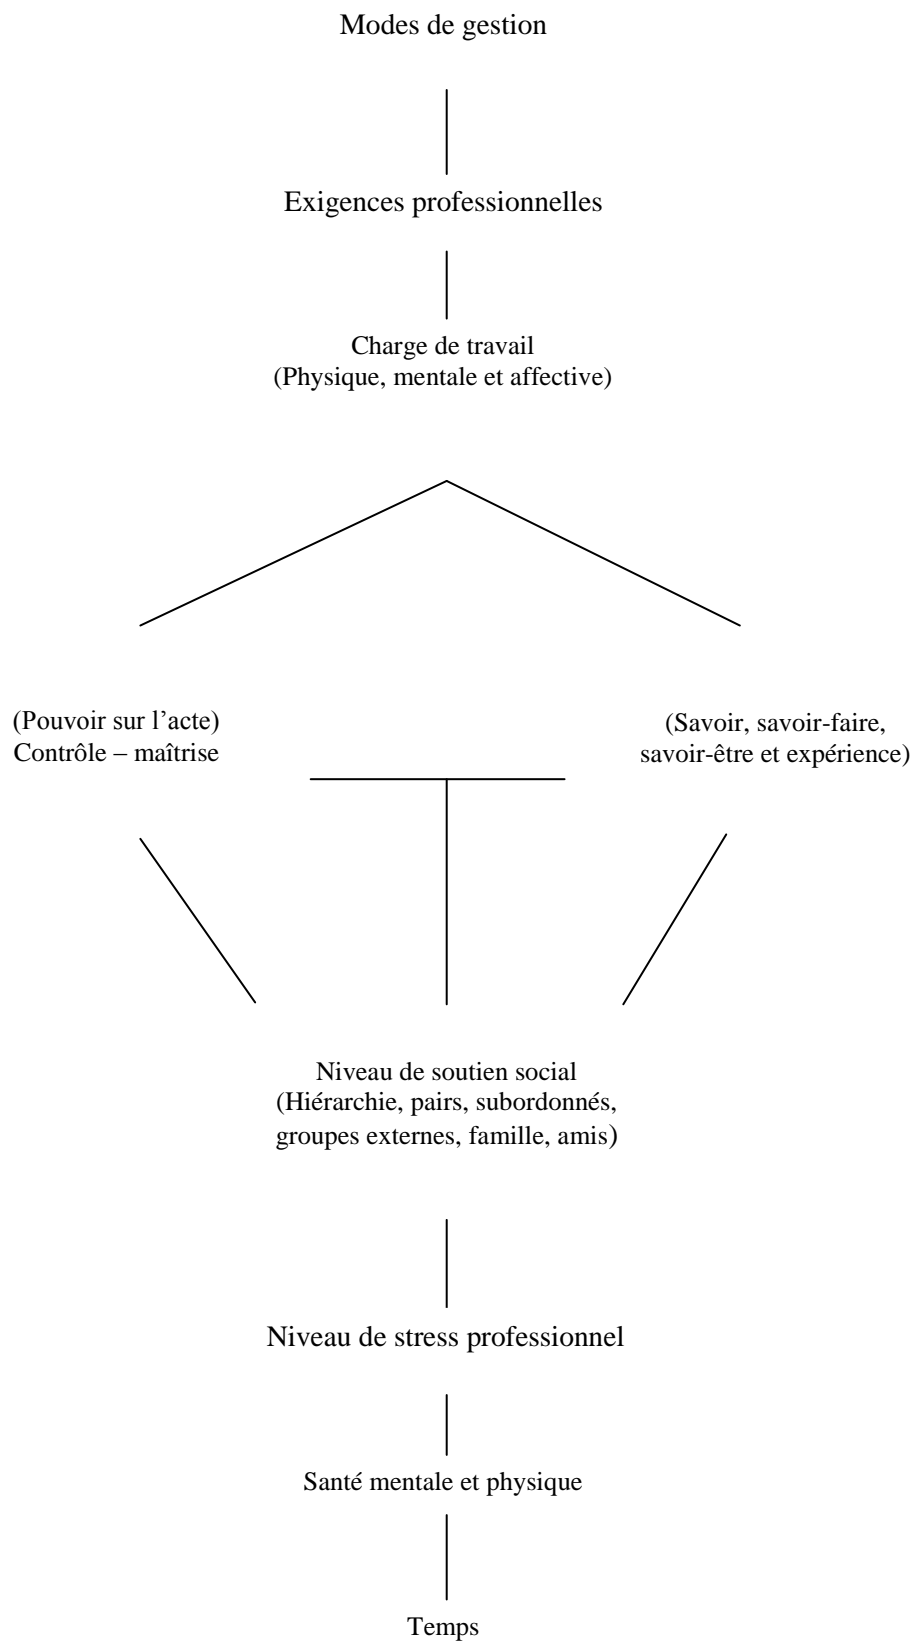 Modes de gestion
Exigences professionnelles
Charge de travail
(Physique, mentale et affective)
(Pouvoir sur l’acte)
Contrôle – maîtrise
(Savoir, savoir-faire,
savoir-être et expérience)
Niveau de soutien social
(Hiérarchie, pairs, subordonnés,
groupes externes, famille, amis)
Niveau de stress professionnel
Santé mentale et physique
Temps